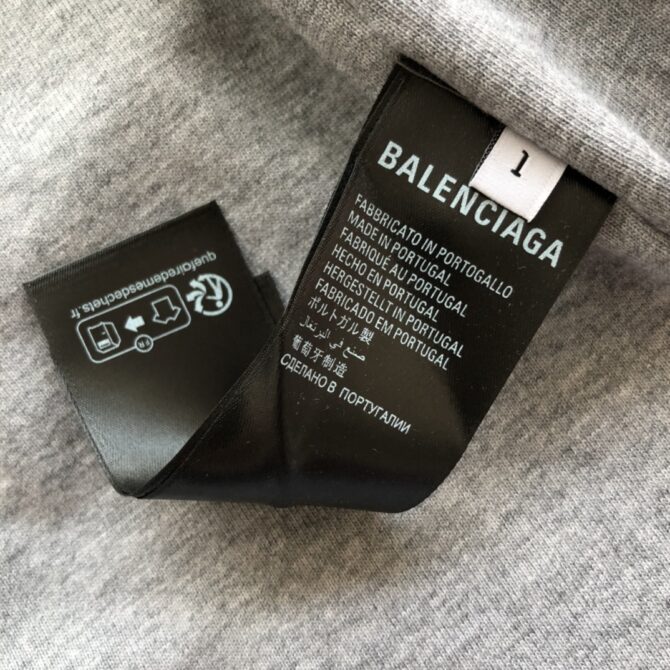 1
BALENCIAGA
FABBRICATO IN PORTOGALLO
MADE IN PORTUGAL
FABRIQUÉ AU PORTUGAL
HECHO EN PORTUGAL
HERGESTELLT IN PORTUGAL
FABRICADO EM PORTUGAL
ポルトガル製
صنع في البرتغال
葡萄牙制造
СДЕЛАНО В ПОРТУГАЛИИ
FR
quefairedemesdechets.fr